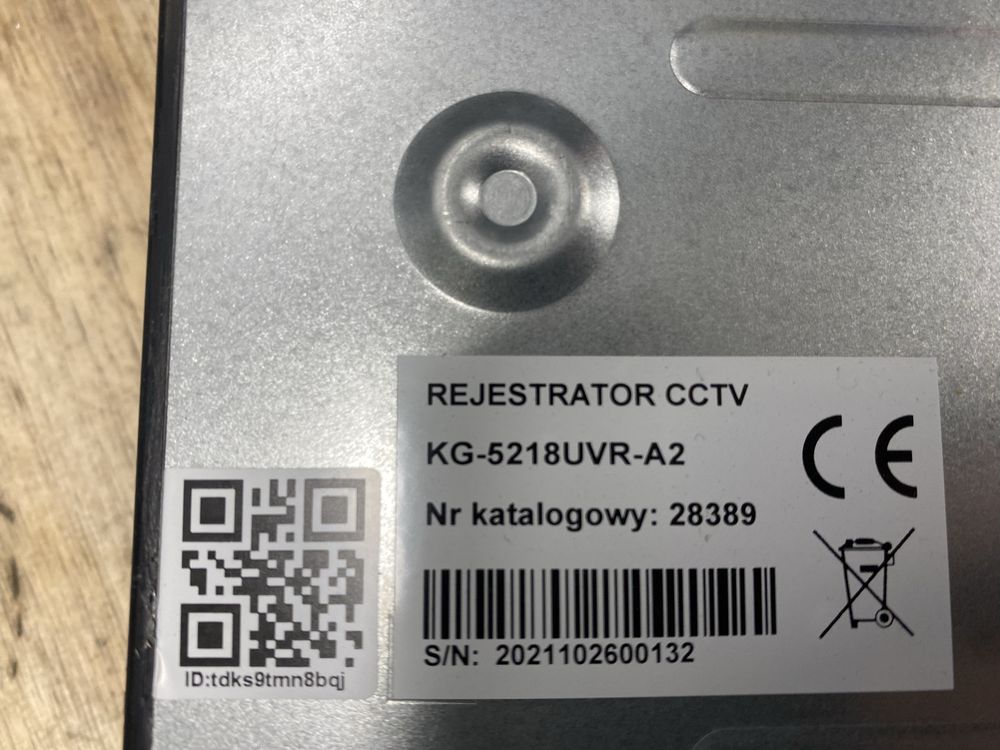 REJESTRATOR CCTV
KG-5218UVR-A2
Nr katalogowy: 28389
CE
S/N: 2021102600132
ID:tdks9tmn8bqj